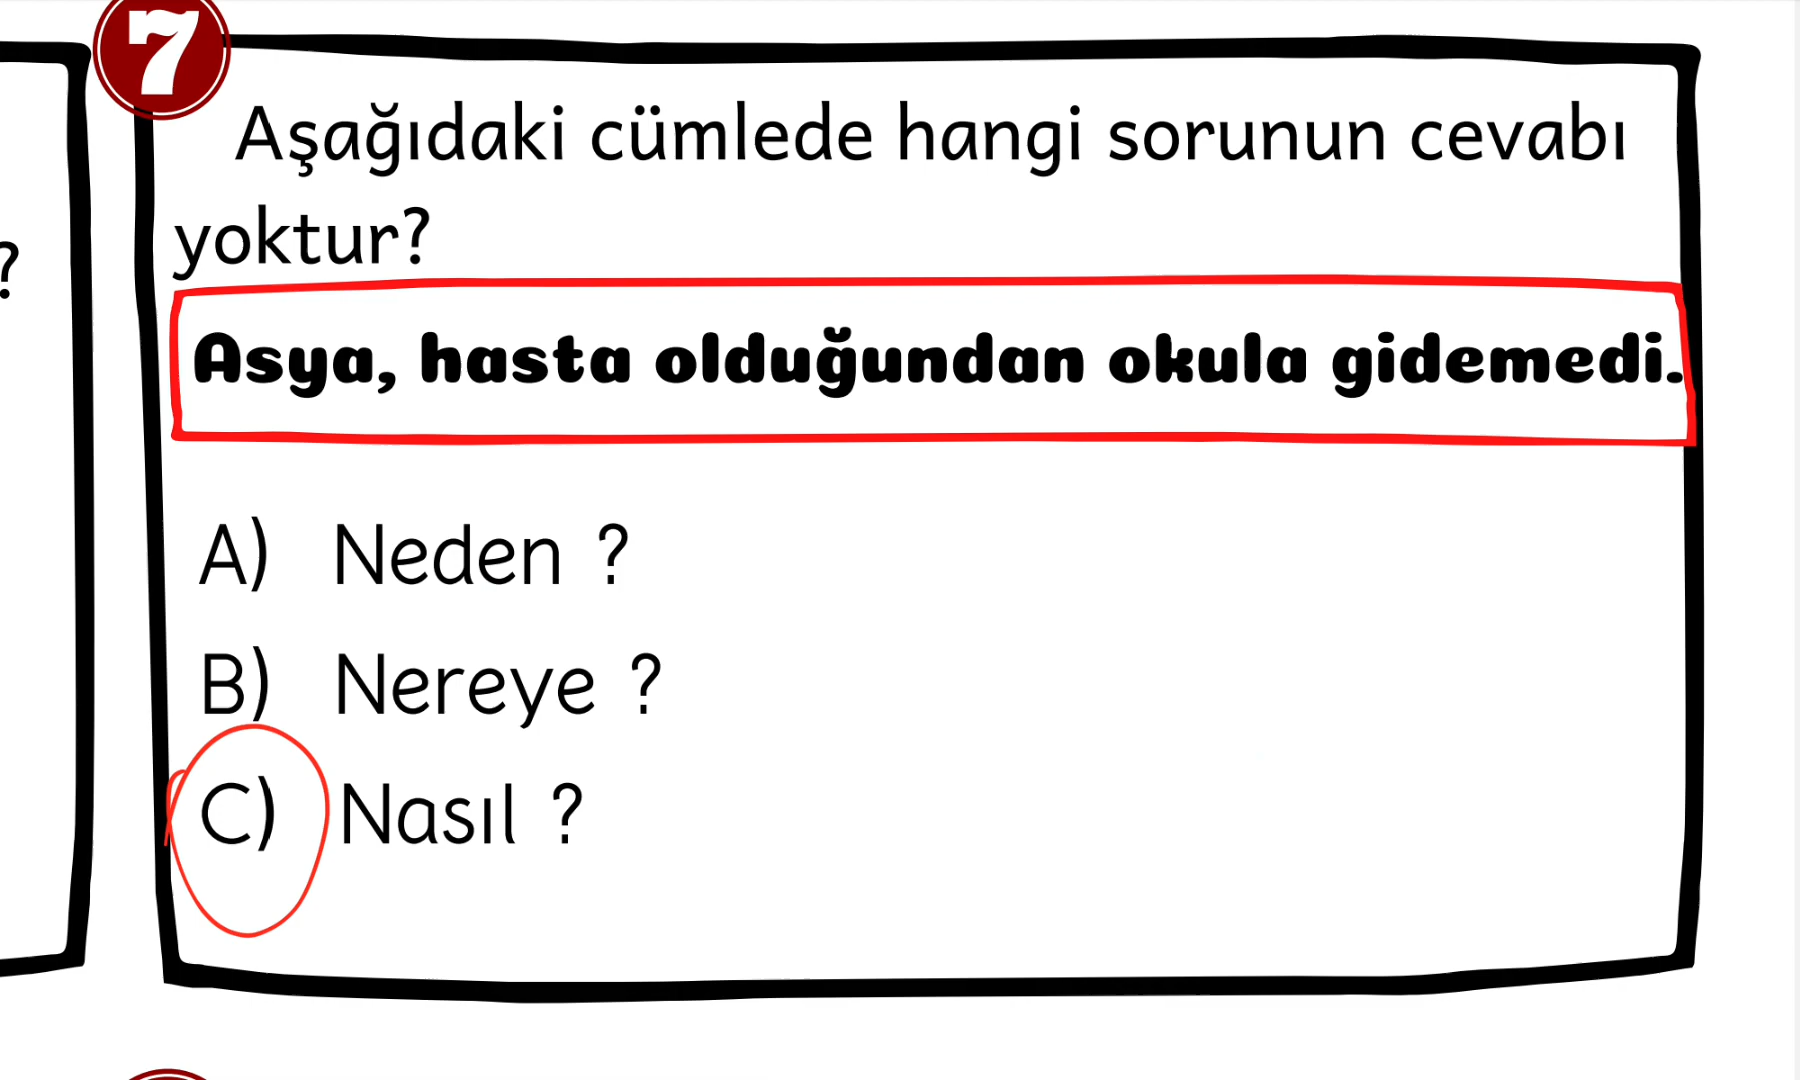 7
Aşağıdaki cümlede hangi sorunun cevabı
yoktur?
?
Asya, hasta olduğundan okula gidemedi.
A) Neden ?
B) Nereye ?
C) Nasıl ?